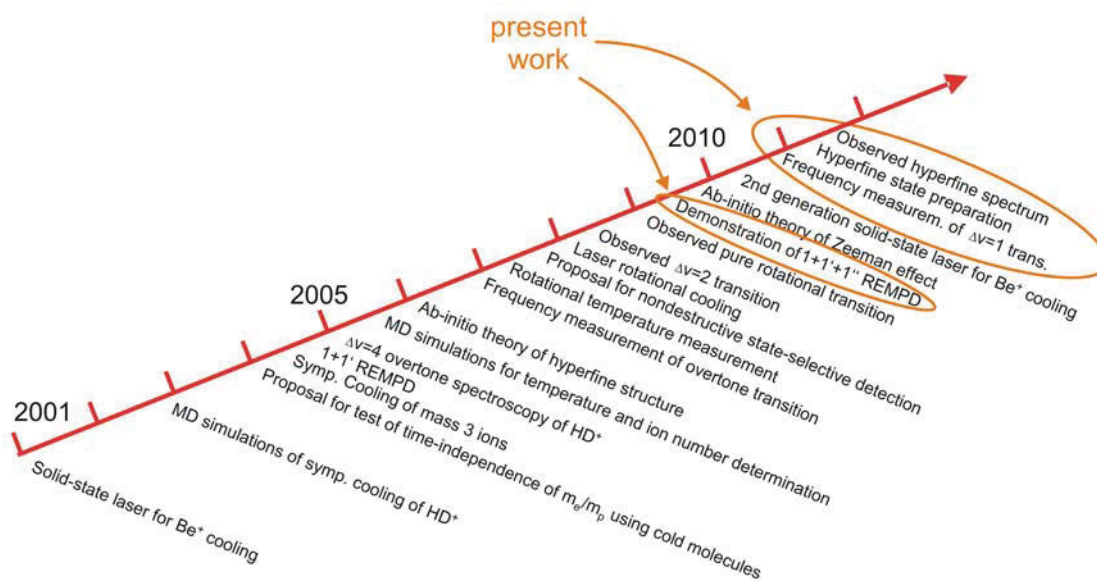 present
work
2010
2005
2001
Observed hyperfine spectrum
Hyperfine state preparation
Frequency measurem. of Δν=1 trans.
2nd generation solid-state laser for Be⁺ cooling
Ab-initio theory of Zeeman effect
Demonstration of 1+1'+1'' REMPD
Observed pure rotational transition
Observed Δν=2 transition
Laser rotational cooling
Proposal for nondestructive state-selective detection
Rotational temperature measurement
Frequency measurement of overtone transition
Ab-initio theory of hyperfine structure
MD simulations for temperature and ion number determination
Δν=4 overtone spectroscopy of HD⁺
1+1' REMPD
Symp. Cooling of mass 3 ions
Proposal for test of time-independence of mₑ/mₚ using cold molecules
MD simulations of symp. cooling of HD⁺
Solid-state laser for Be⁺ cooling